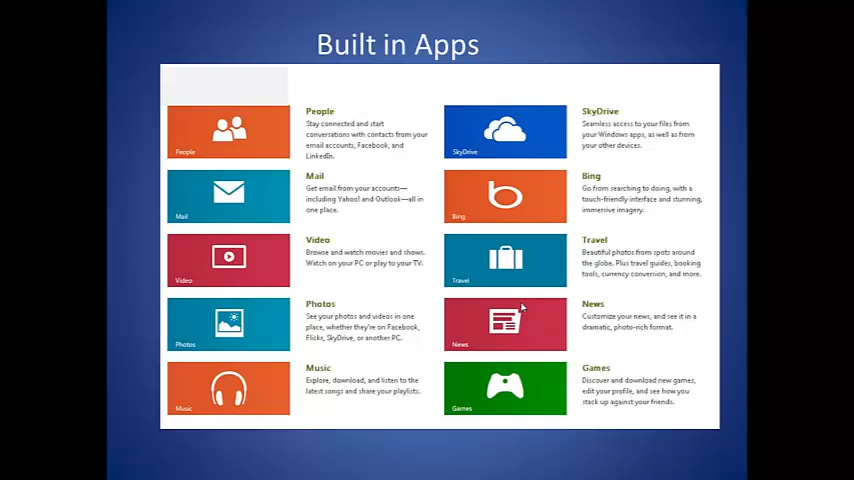 Built in Apps
People
People
Stay connected and start
conversations with contacts from your
email accounts, Facebook, and
LinkedIn.
Mail
Mail
Get email from your accounts—
including Yahoo! and Outlook—all in
one place.
Video
Video
Browse and watch movies and shows.
Watch on your PC or play to your TV.
Photos
Photos
See your photos and videos in one
place, whether they're on Facebook,
Flickr, SkyDrive, or another PC.
Music
Music
Explore, download, and listen to the
latest songs and share your playlists.
SkyDrive
SkyDrive
Seamless access to your files from
your Windows apps, as well as from
your other devices.
Bing
Bing
Go from searching to doing, with a
touch-friendly interface and stunning,
immersive imagery.
Travel
Travel
Beautiful photos from spots around
the globe. Plus travel guides, booking
tools, currency conversion, and more.
News
News
Customize your news, and see it in a
dramatic, photo-rich format.
Games
Games
Discover and download new games,
edit your profile, and see how you
stack up against your friends.